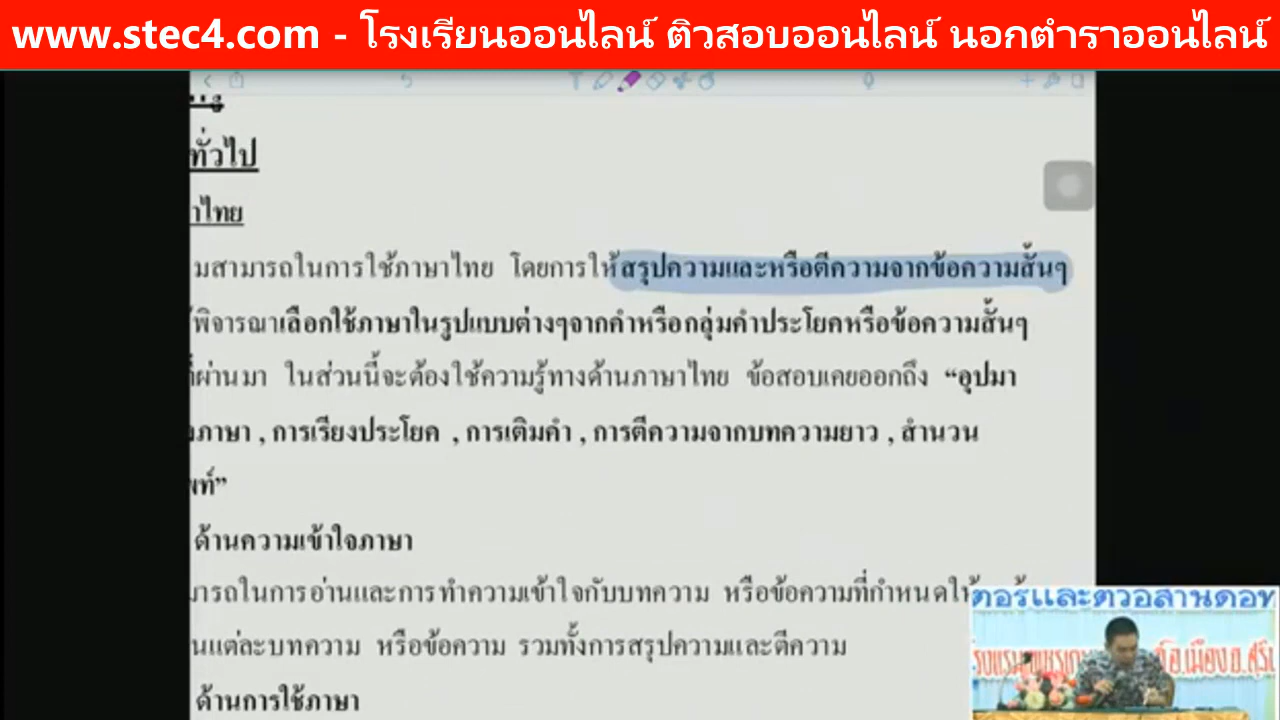 www.stec4.com - โรงเรียนออนไลน์ ติวสอบออนไลน์ นอกตำราออนไลน์
ทั่วไป
าไทย
มสามารถในการใช้ภาษาไทย โดยการให้สรุปความและหรือตีความจากข้อความสั้นๆ
พิจารณาเลือกใช้ภาษาในรูปแบบต่างๆจากคำหรือกลุ่มคำประโยคหรือข้อความสั้นๆ
ที่ผ่านมา ในส่วนนี้จะต้องใช้ความรู้ทางด้านภาษาไทย ข้อสอบเคยออกถึง “อุปมา
ภาษา , การเรียงประโยค , การเติมคำ , การตีความจากบทความยาว , สำนวน
พท์”
ด้านความเข้าใจภาษา
มารถในการอ่านและการทำความเข้าใจกับบทความ หรือข้อความที่กำหนดให้
นแต่ละบทความ หรือข้อความ รวมทั้งการสรุปความและตีความ
ด้านการใช้ภาษา